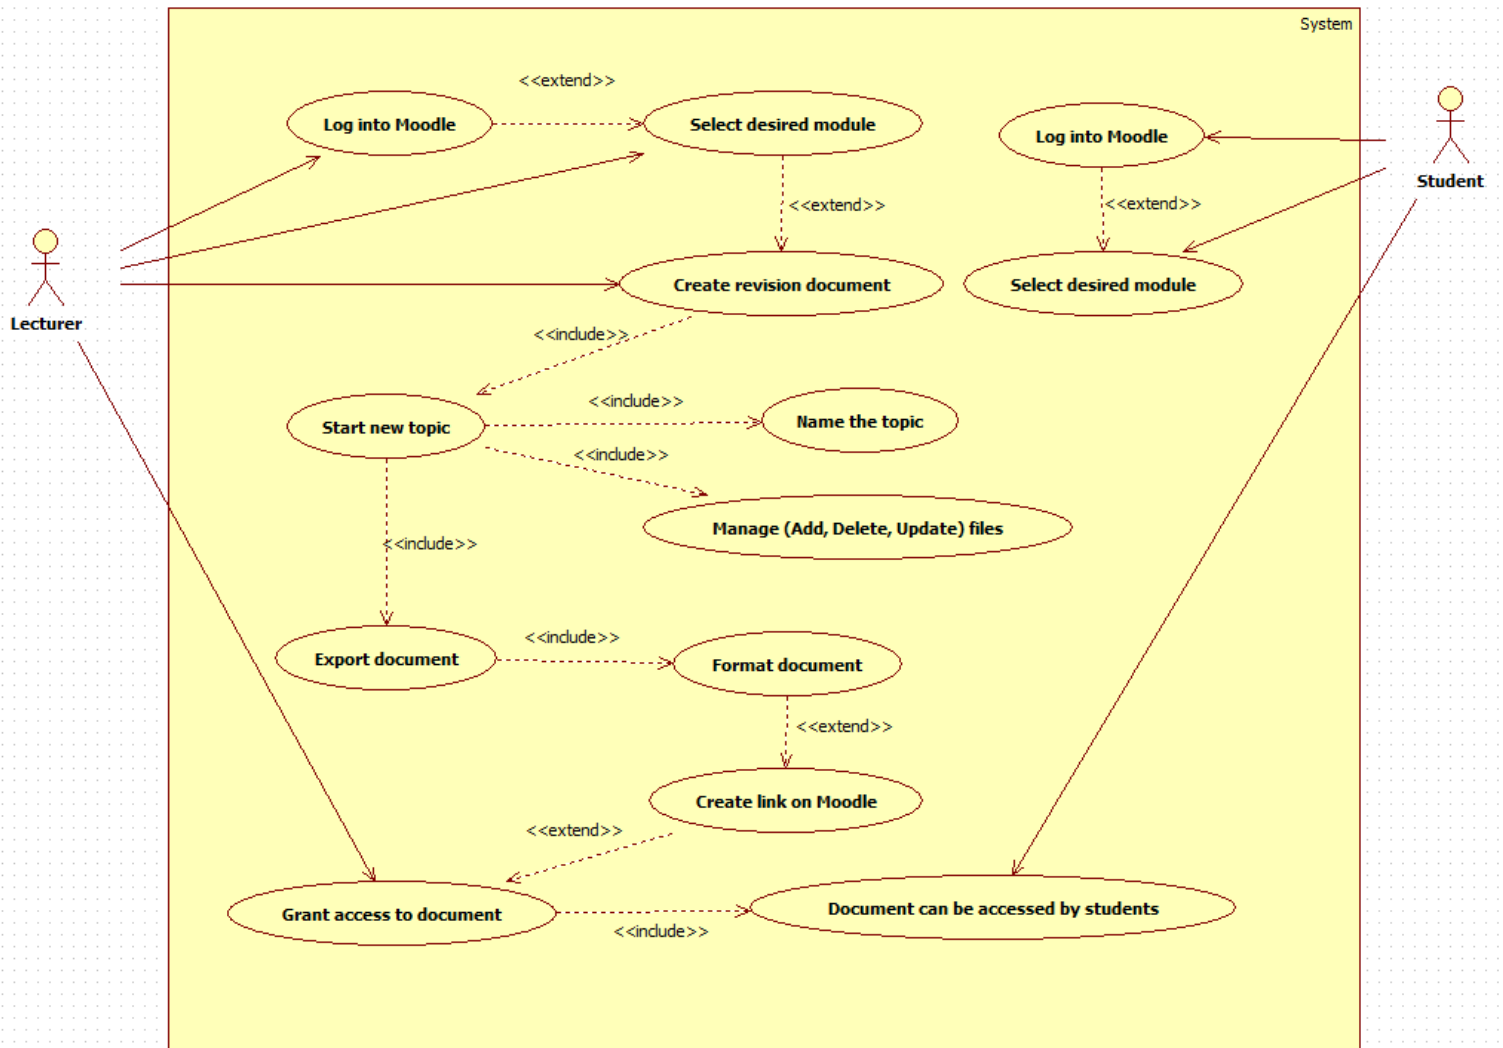 System
<<extend>>
Log into Moodle
Select desired module
Log into Moodle
Student
<<extend>>
<<extend>>
Create revision document
Select desired module
Lecturer
<<include>>
<<include>>
Start new topic
Name the topic
<<include>>
Manage (Add, Delete, Update) files
<<include>>
<<include>>
Export document
Format document
<<extend>>
Create link on Moodle
<<extend>>
Grant access to document
Document can be accessed by students
<<include>>